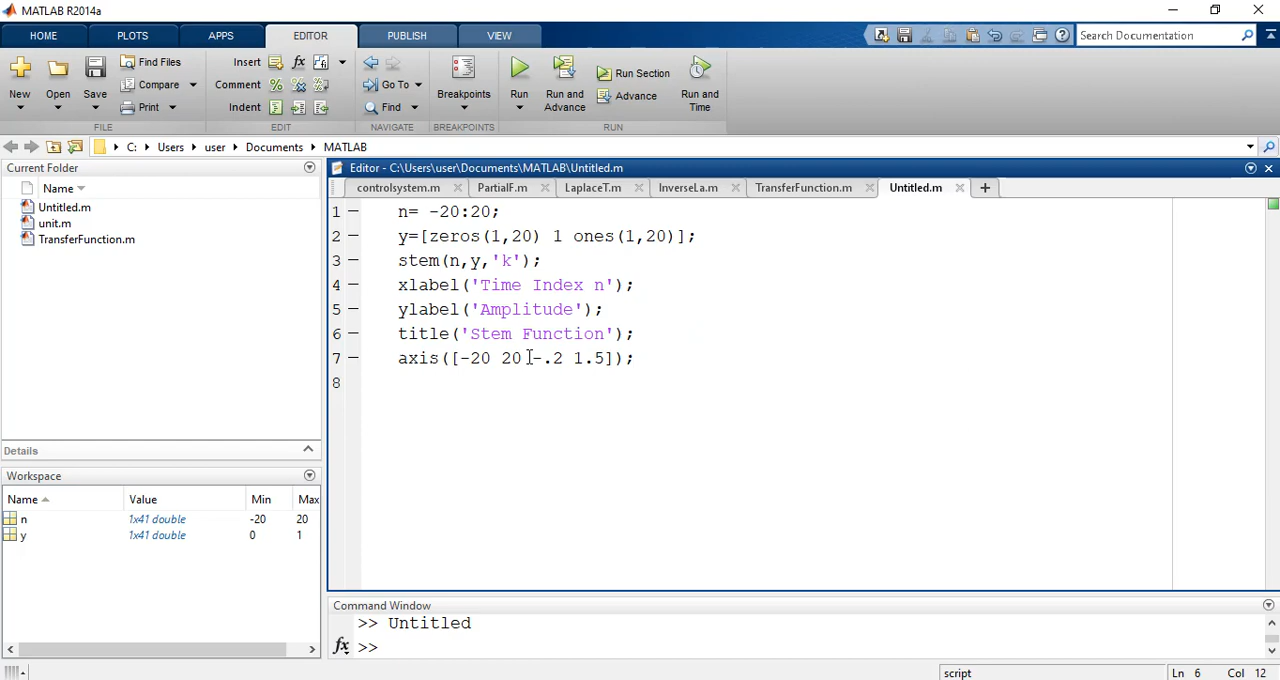 MATLAB R2014a
HOME PLOTS APPS EDITOR PUBLISH VIEW Search Documentation
New Open Save Find Files Compare Print
Insert fx Comment % Indent
Go To Find
Breakpoints Run Run and Advance Run Section Advance Run and Time
FILE EDIT NAVIGATE BREAKPOINTS RUN
C: Users user Documents MATLAB
Current Folder
Name
Untitled.m
unit.m
TransferFunction.m
Details
Workspace
Name Value Min Max
n 1x41 double -20 20
y 1x41 double 0 1
Editor - C:\Users\user\Documents\MATLAB\Untitled.m
controlsystem.m PartialF.m LaplaceT.m InverseLa.m TransferFunction.m Untitled.m
1 n= -20:20;
2 y=[zeros(1,20) 1 ones(1,20)];
3 stem(n,y,'k');
4 xlabel('Time Index n');
5 ylabel('Amplitude');
6 title('Stem Function');
7 axis([-20 20 -.2 1.5]);
8
Command Window
>> Untitled
fx >>
script Ln 6 Col 12